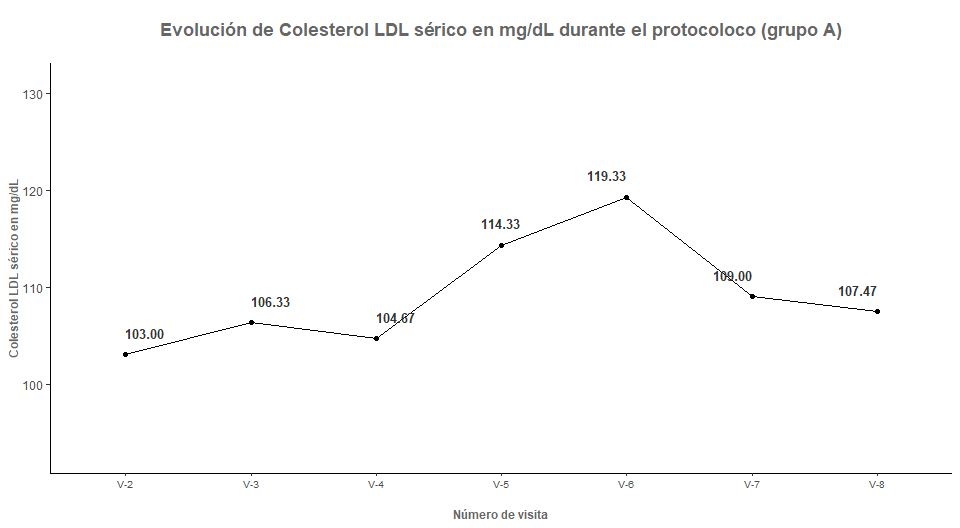 Evolución de Colesterol LDL sérico en mg/dL durante el protocoloco (grupo A)
Colesterol LDL sérico en mg/dL
130
120
110
100
103.00
106.33
104.67
114.33
119.33
109.00
107.47
V-2
V-3
V-4
V-5
V-6
V-7
V-8
Número de visita